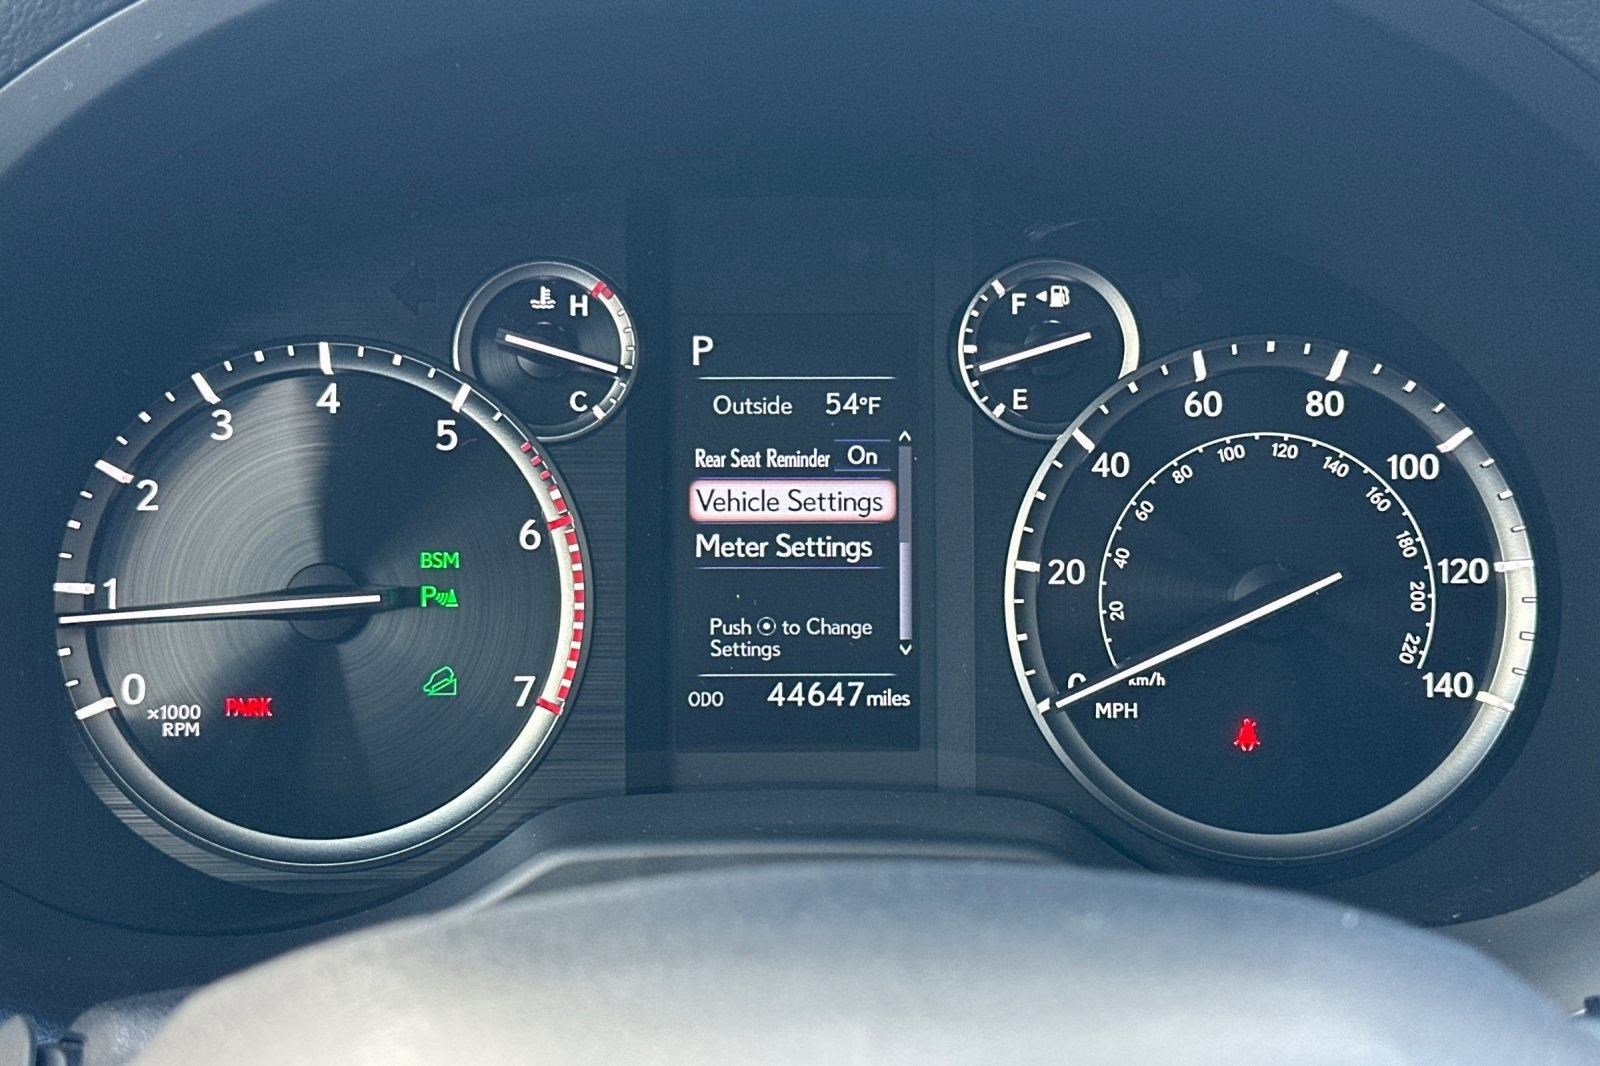 0
1
2
3
4
5
6
7
x1000
RPM
PARK
BSM
P
H
C
P
Outside 54°F
Rear Seat Reminder On
Vehicle Settings
Meter Settings
Push to Change
Settings
ODO 44647 miles
F
E
0
20
40
60
80
100
120
140
MPH
20
40
60
80
100
120
140
160
180
200
220
km/h